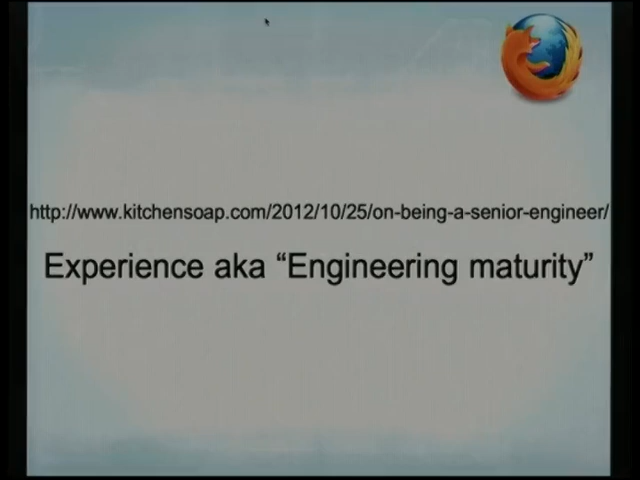 http://www.kitchensoap.com/2012/10/25/on-being-a-senior-engineer/
Experience aka “Engineering maturity”